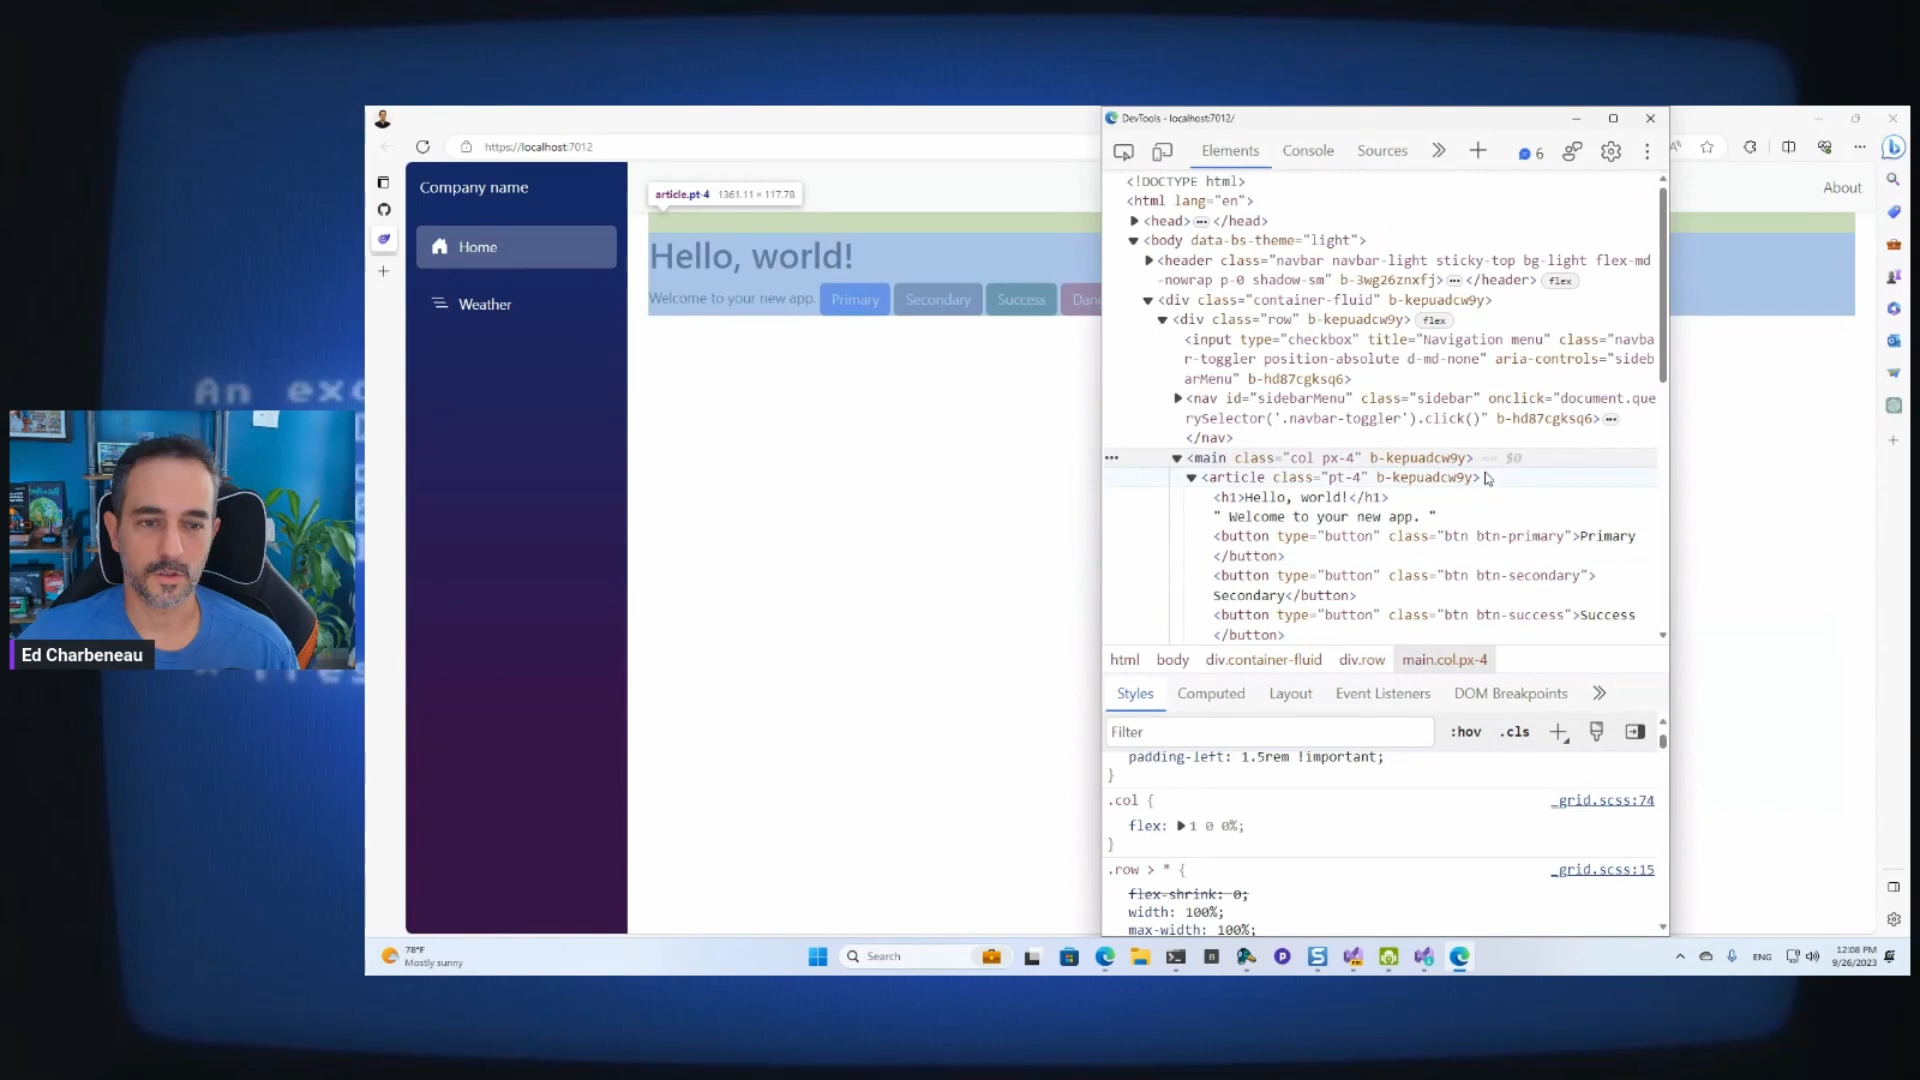 An exc
Ed Charbeneau
https://localhost:7012
Company name
Home
Weather
article.pt-4 1361.11 × 117.78
About
Hello, world!
Welcome to your new app. Primary Secondary Success Dang
DevTools - localhost:7012/
Elements Console Sources 6
<!DOCTYPE html>
<html lang="en">
<head> </head>
<body data-bs-theme="light">
<header class="navbar navbar-light sticky-top bg-light flex-md
-nowrap p-0 shadow-sm" b-3wg26znxfj> </header> flex
<div class="container-fluid" b-kepuadcw9y>
<div class="row" b-kepuadcw9y> flex
<input type="checkbox" title="Navigation menu" class="navba
r-toggler position-absolute d-md-none" aria-controls="sideb
arMenu" b-hd87cgksq6>
<nav id="sidebarMenu" class="sidebar" onclick="document.que
rySelector('.navbar-toggler').click()" b-hd87cgksq6>
</nav>
<main class="col px-4" b-kepuadcw9y> == $0
<article class="pt-4" b-kepuadcw9y>
<h1>Hello, world!</h1>
" Welcome to your new app. "
<button type="button" class="btn btn-primary">Primary
</button>
<button type="button" class="btn btn-secondary">
Secondary</button>
<button type="button" class="btn btn-success">Success
</button>
html body div.container-fluid div.row main.col.px-4
Styles Computed Layout Event Listeners DOM Breakpoints
Filter :hov .cls
padding-left: 1.5rem !important;
}
.col { _grid.scss:74
flex: 1 0 0%;
}
.row > * { _grid.scss:15
flex-shrink: 0;
width: 100%;
max-width: 100%;
78°F
Mostly sunny
Search
ENG
12:08 PM
9/26/2023